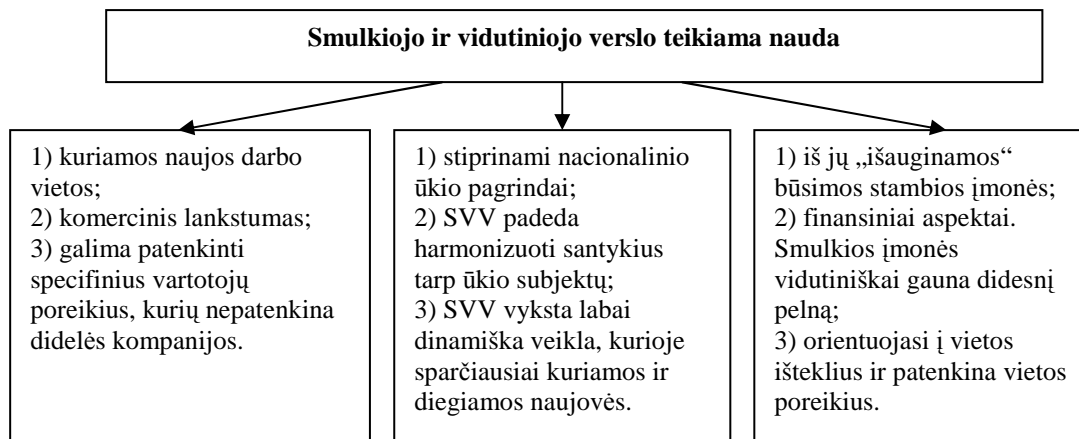 Smulkiojo ir vidutiniojo verslo teikiama nauda
1) kuriamos naujos darbo
vietos;
2) komercinis lankstumas;
3) galima patenkinti
specifinius vartotojų
poreikius, kurių nepatenkina
didelės kompanijos.
1) stiprinami nacionalinio
ūkio pagrindai;
2) SVV padeda
harmonizuoti santykius
tarp ūkio subjektų;
3) SVV vyksta labai
dinamiška veikla, kurioje
sparčiausiai kuriamos ir
diegiamos naujovės.
1) iš jų „išauginamos“
būsimos stambios įmonės;
2) finansiniai aspektai.
Smulkios įmonės
vidutiniškai gauna didesnį
pelną;
3) orientuojasi į vietos
išteklius ir patenkina vietos
poreikius.